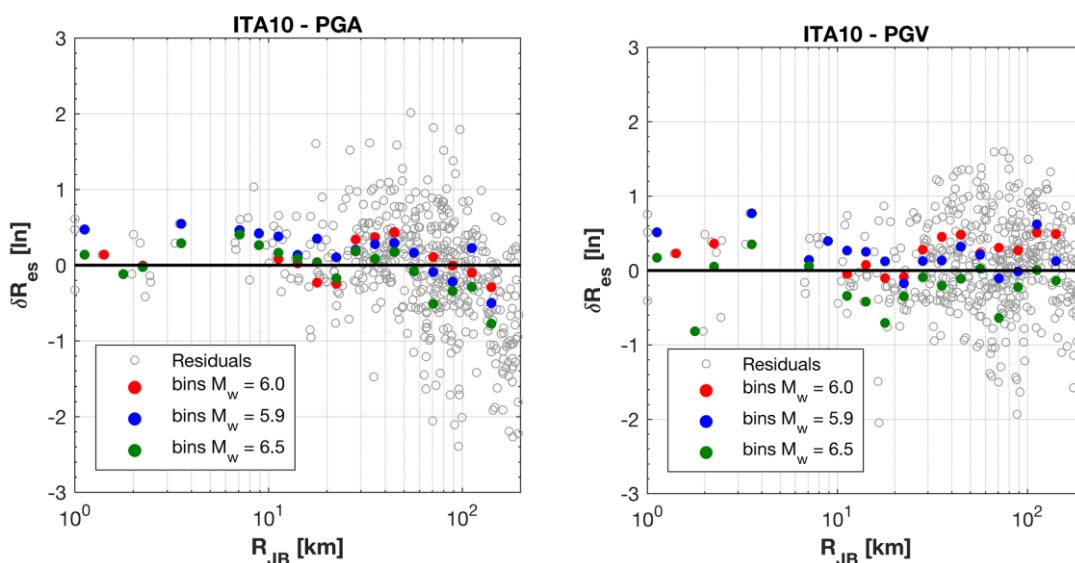 ITA10 - PGA
3
2
1
0
-1
-2
-3
δR_es [ln]
Residuals
bins M_w = 6.0
bins M_w = 5.9
bins M_w = 6.5
10^0
10^1
10^2
R_JB [km]
ITA10 - PGV
3
2
1
0
-1
-2
-3
δR_es [ln]
Residuals
bins M_w = 6.0
bins M_w = 5.9
bins M_w = 6.5
10^0
10^1
10^2
R_JB [km]